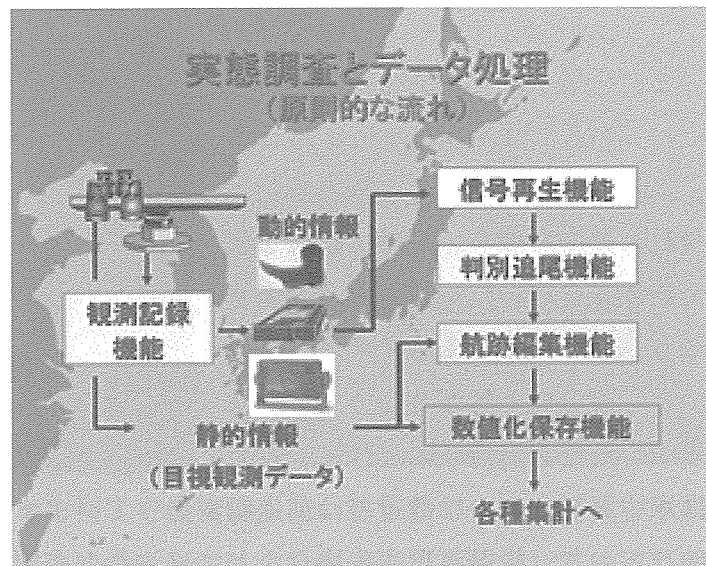 実態調査とデータ処理
(原則的な流れ)
動的情報
観測記録
機能
静的情報
(目視観測データ)
信号再生機能
判別追尾機能
航跡編集機能
数値化保存機能
各種集計へ